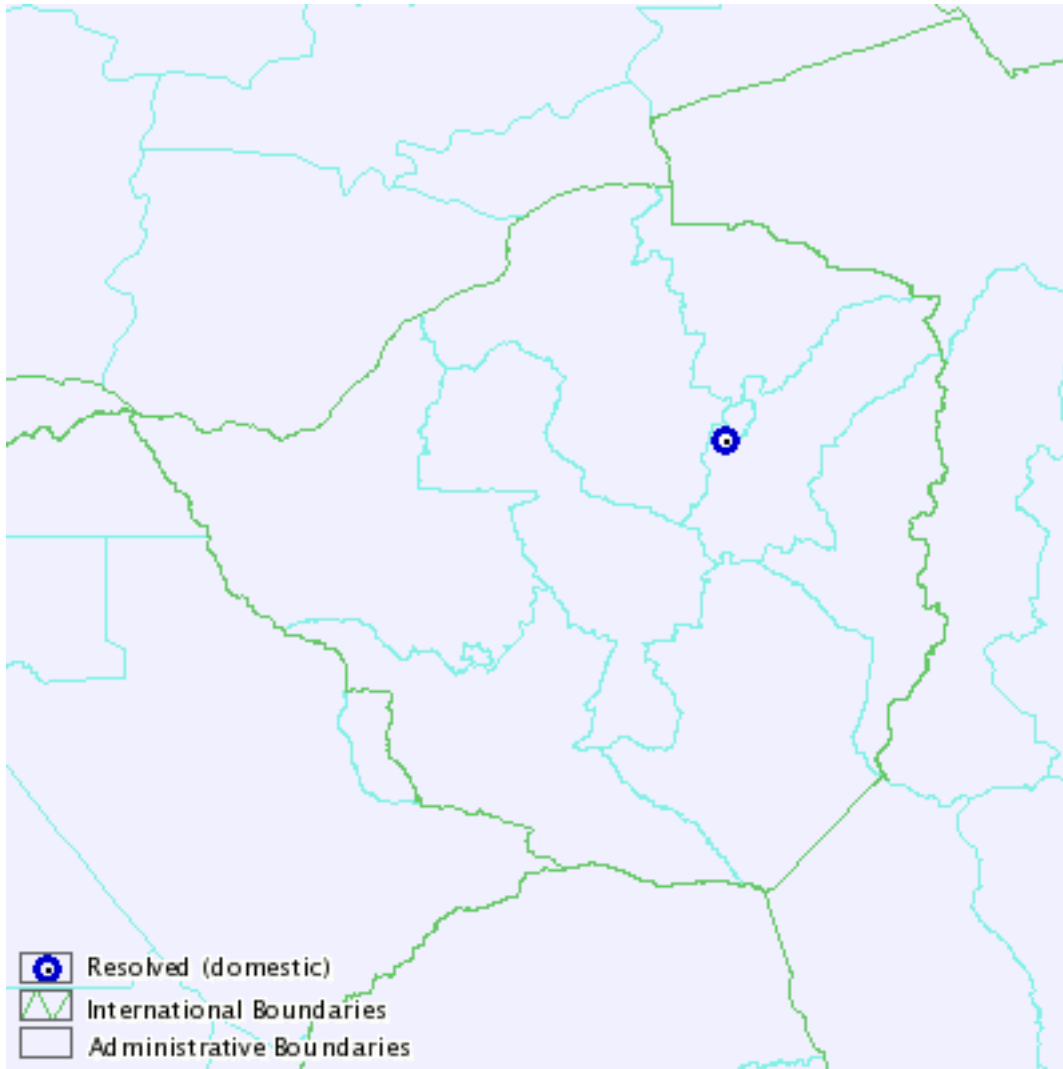 Resolved (domestic)
International Boundaries
Administrative Boundaries